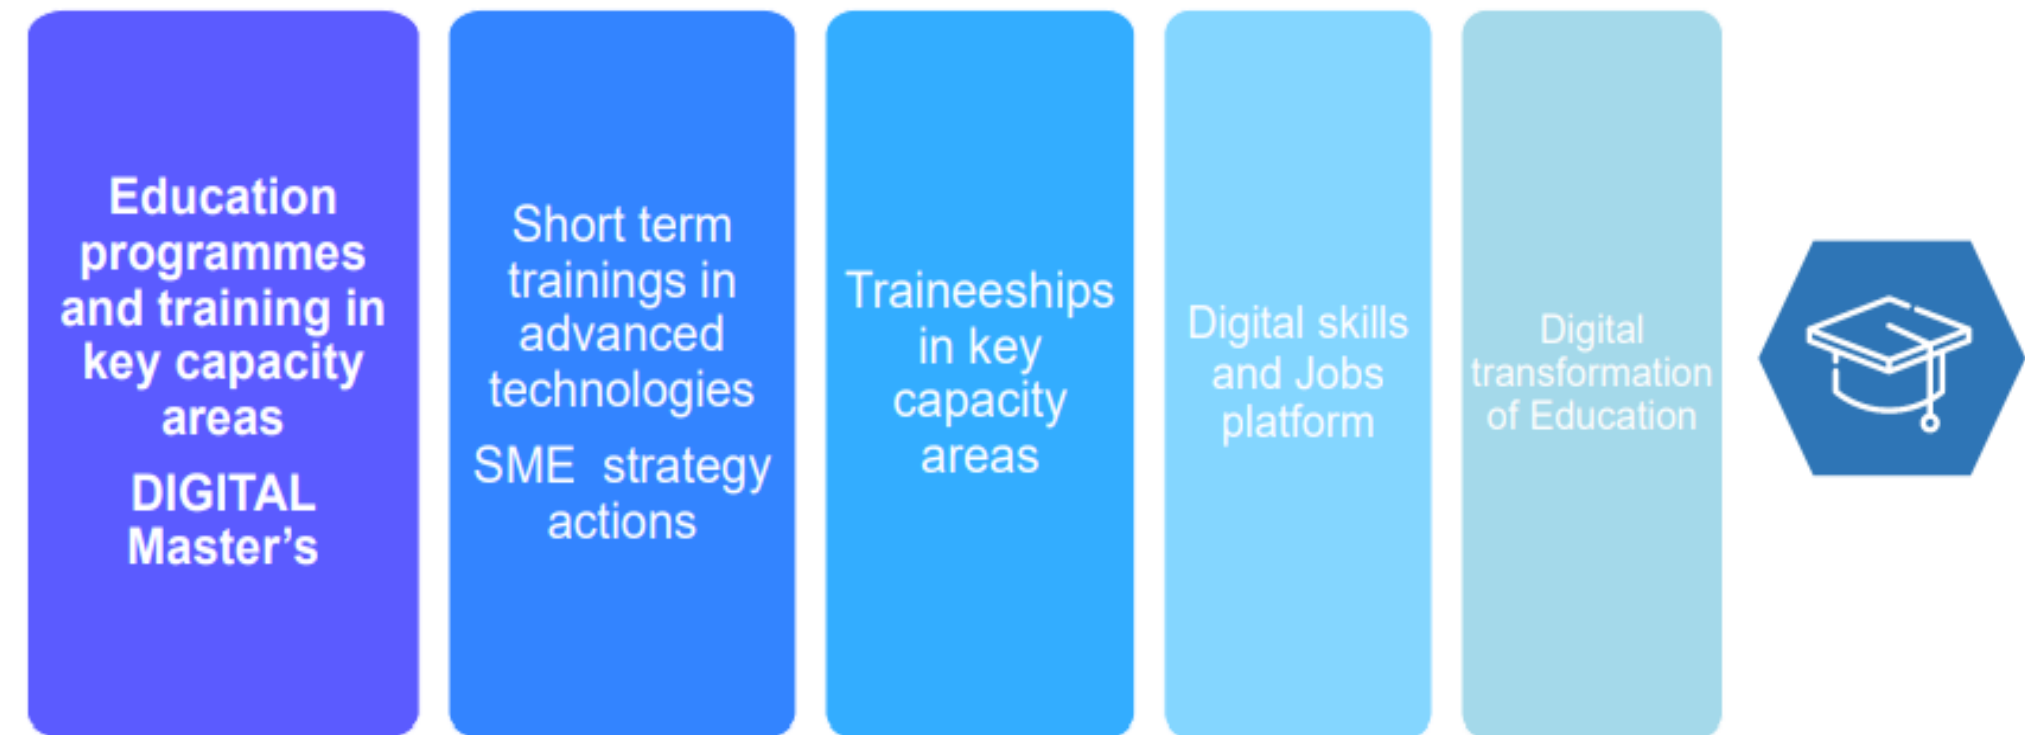 Education
programmes
and training in
key capacity
areas
DIGITAL
Master’s
Short term
trainings in
advanced
technologies
SME  strategy
actions
Traineeships
in key
capacity
areas
Digital skills
and Jobs
platform
Digital
transformation
of Education